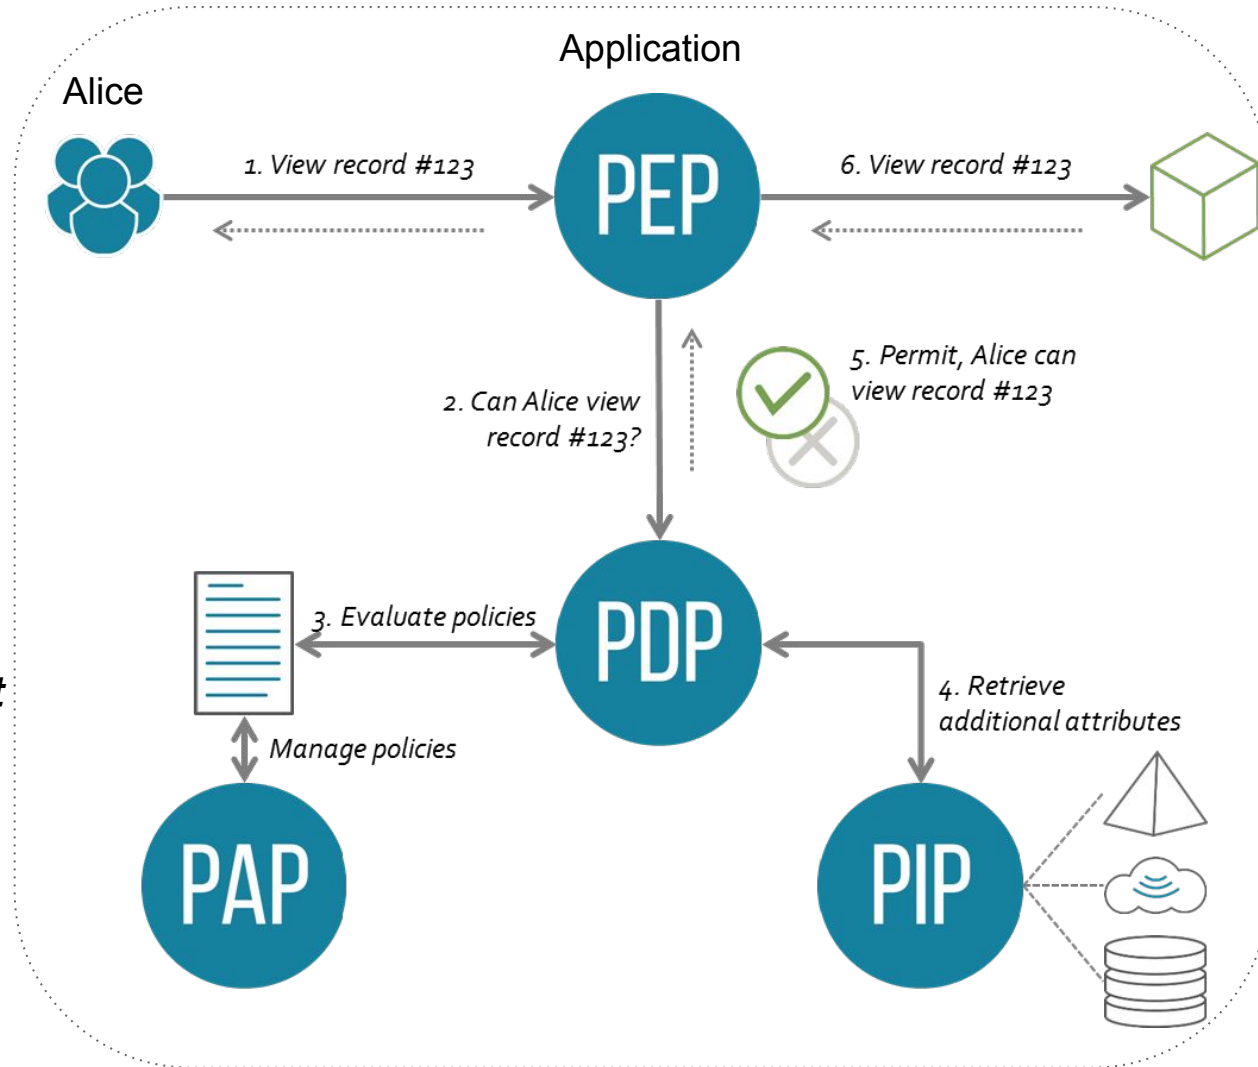 Application
Alice
1. View record #123
PEP
6. View record #123
5. Permit, Alice can
view record #123
2. Can Alice view
record #123?
3. Evaluate policies
PDP
4. Retrieve
additional attributes
t
Manage policies
PAP
PIP